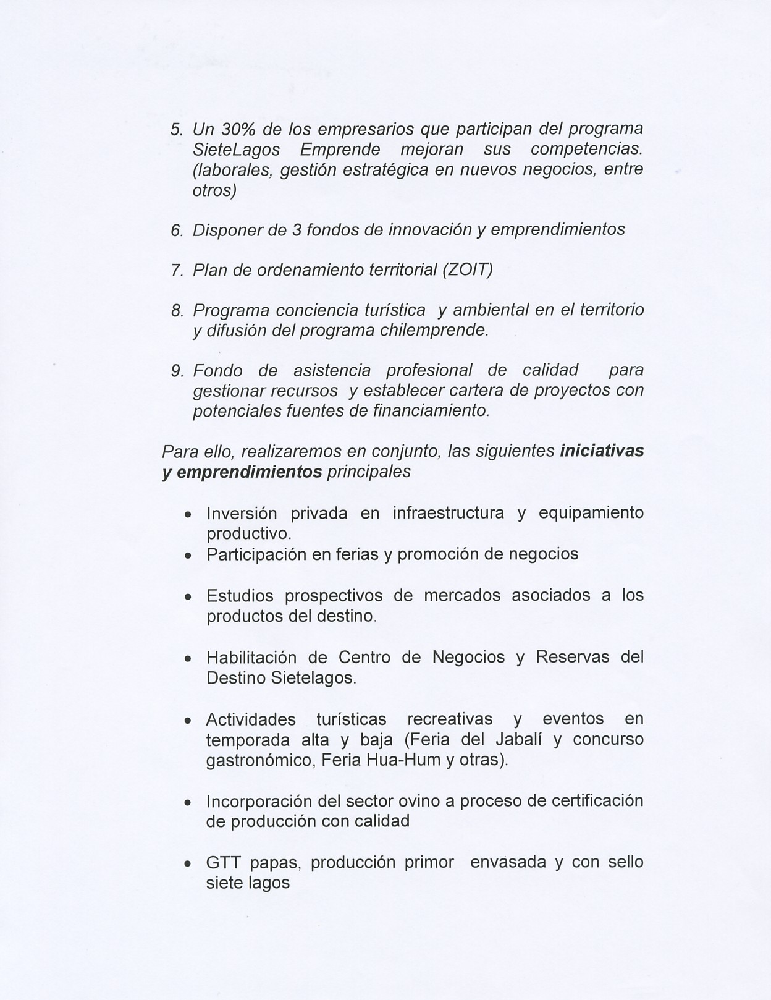 5. Un 30% de los empresarios que participan del programa
SieteLagos Emprende mejoran sus competencias.
(laborales, gestión estratégica en nuevos negocios, entre
otros)
6. Disponer de 3 fondos de innovación y emprendimientos
7. Plan de ordenamiento territorial (ZOIT)
8. Programa conciencia turística y ambiental en el territorio
y difusión del programa chilemprende.
9. Fondo de asistencia profesional de calidad para
gestionar recursos y establecer cartera de proyectos con
potenciales fuentes de financiamiento.
Para ello, realizaremos en conjunto, las siguientes iniciativas
y emprendimientos principales
• Inversión privada en infraestructura y equipamiento
productivo.
• Participación en ferias y promoción de negocios
• Estudios prospectivos de mercados asociados a los
productos del destino.
• Habilitación de Centro de Negocios y Reservas del
Destino Sietelagos.
• Actividades turísticas recreativas y eventos en
temporada alta y baja (Feria del Jabalí y concurso
gastronómico, Feria Hua-Hum y otras).
• Incorporación del sector ovino a proceso de certificación
de producción con calidad
• GTT papas, producción primor envasada y con sello
siete lagos